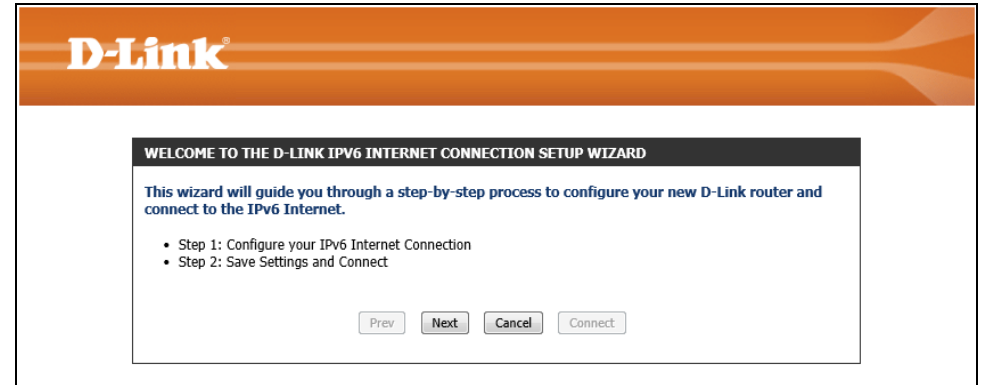 D-Link®
WELCOME TO THE D-LINK IPV6 INTERNET CONNECTION SETUP WIZARD
This wizard will guide you through a step-by-step process to configure your new D-Link router and
connect to the IPv6 Internet.
• Step 1: Configure your IPv6 Internet Connection
• Step 2: Save Settings and Connect
Prev Next Cancel Connect